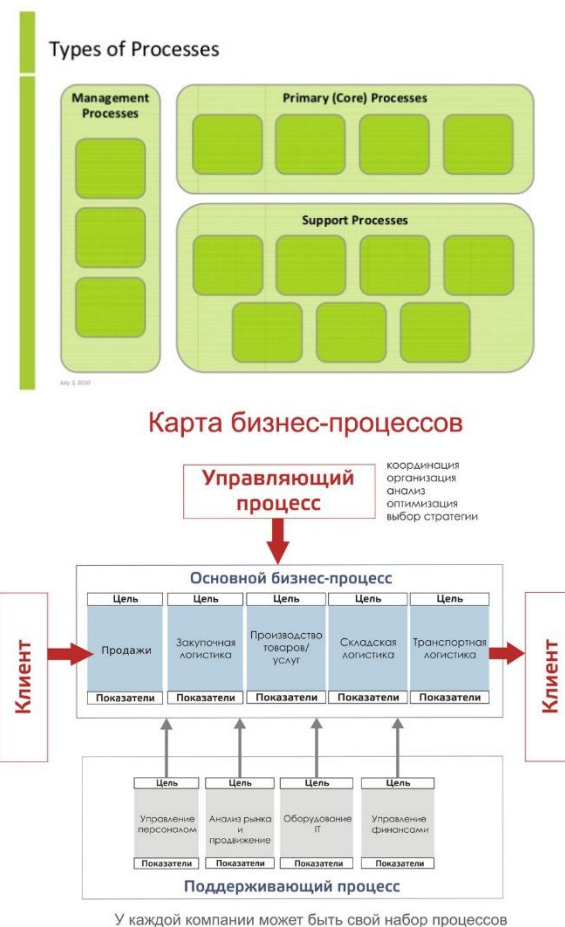 Types of Processes
Management
Processes
Primary (Core) Processes
Support Processes
July 3, 2010
Карта бизнес-процессов
Управляющий
процесс
координация
организация
анализ
оптимизация
выбор стратегии
Основной бизнес-процесс
Цель
Цель
Цель
Цель
Цель
Клиент
Продажи
Закупочная
логистика
Производство
товаров/
услуг
Складская
логистика
Транспортная
логистика
Клиент
Показатели
Показатели
Показатели
Показатели
Показатели
Цель
Цель
Цель
Цель
Управление
персоналом
Анализ рынка
и
продвижение
Оборудование
IT
Управление
финансами
Показатели
Показатели
Показатели
Показатели
Поддерживающий процесс
У каждой компании может быть свой набор процессов